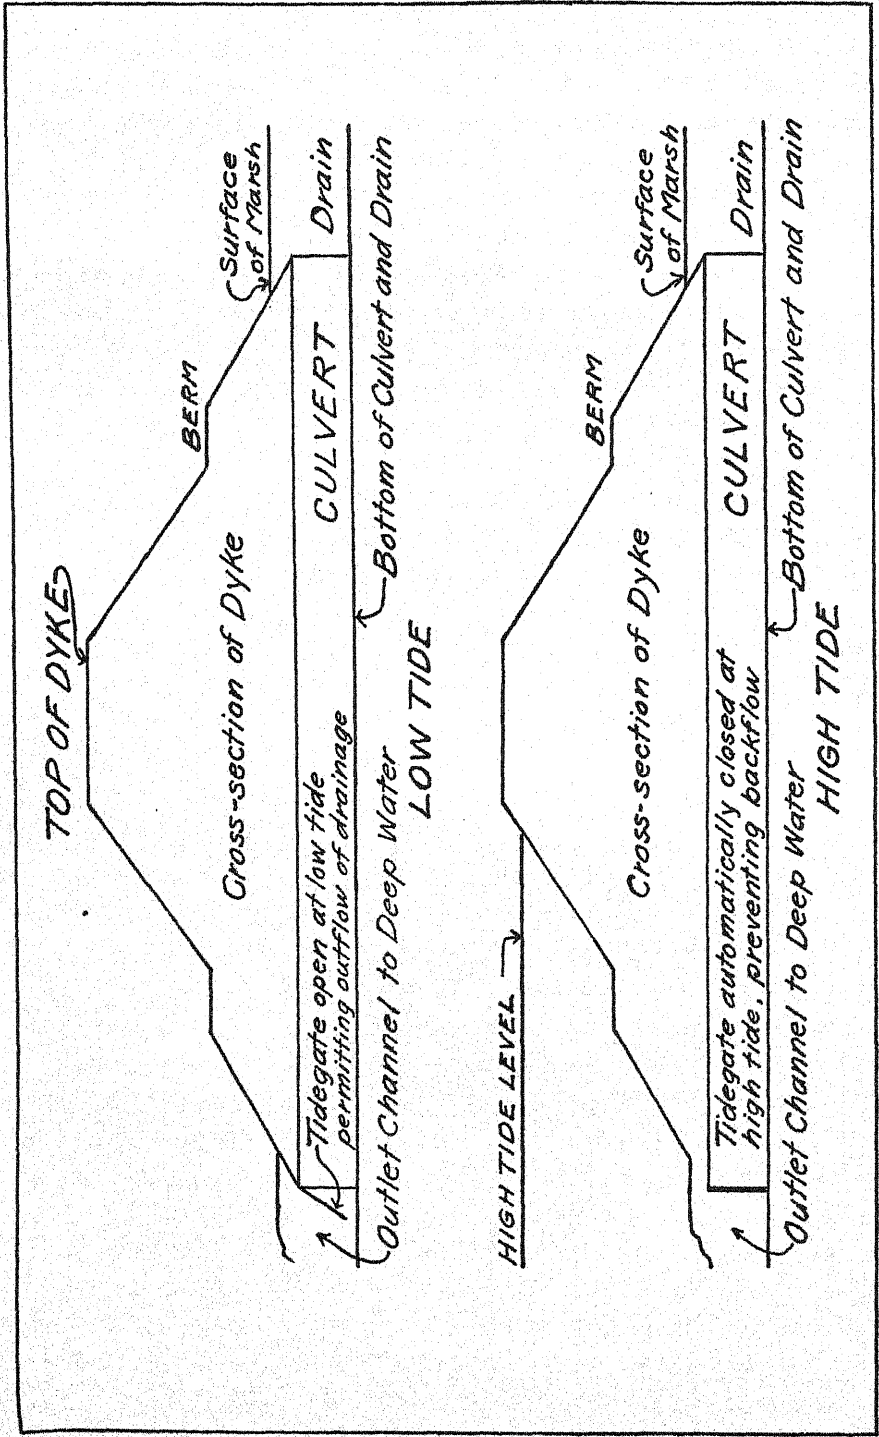 TOP OF DYKE
BERM
Surface
of Marsh
Cross-section of Dyke
Tidegate open at low tide
permitting outflow of drainage
CULVERT
Drain
Outlet Channel to Deep Water
Bottom of Culvert and Drain
LOW TIDE
HIGH TIDE LEVEL
BERM
Surface
of Marsh
Cross-section of Dyke
Tidegate automatically closed at
high tide, preventing backflow
CULVERT
Drain
Outlet Channel to Deep Water
Bottom of Culvert and Drain
HIGH TIDE